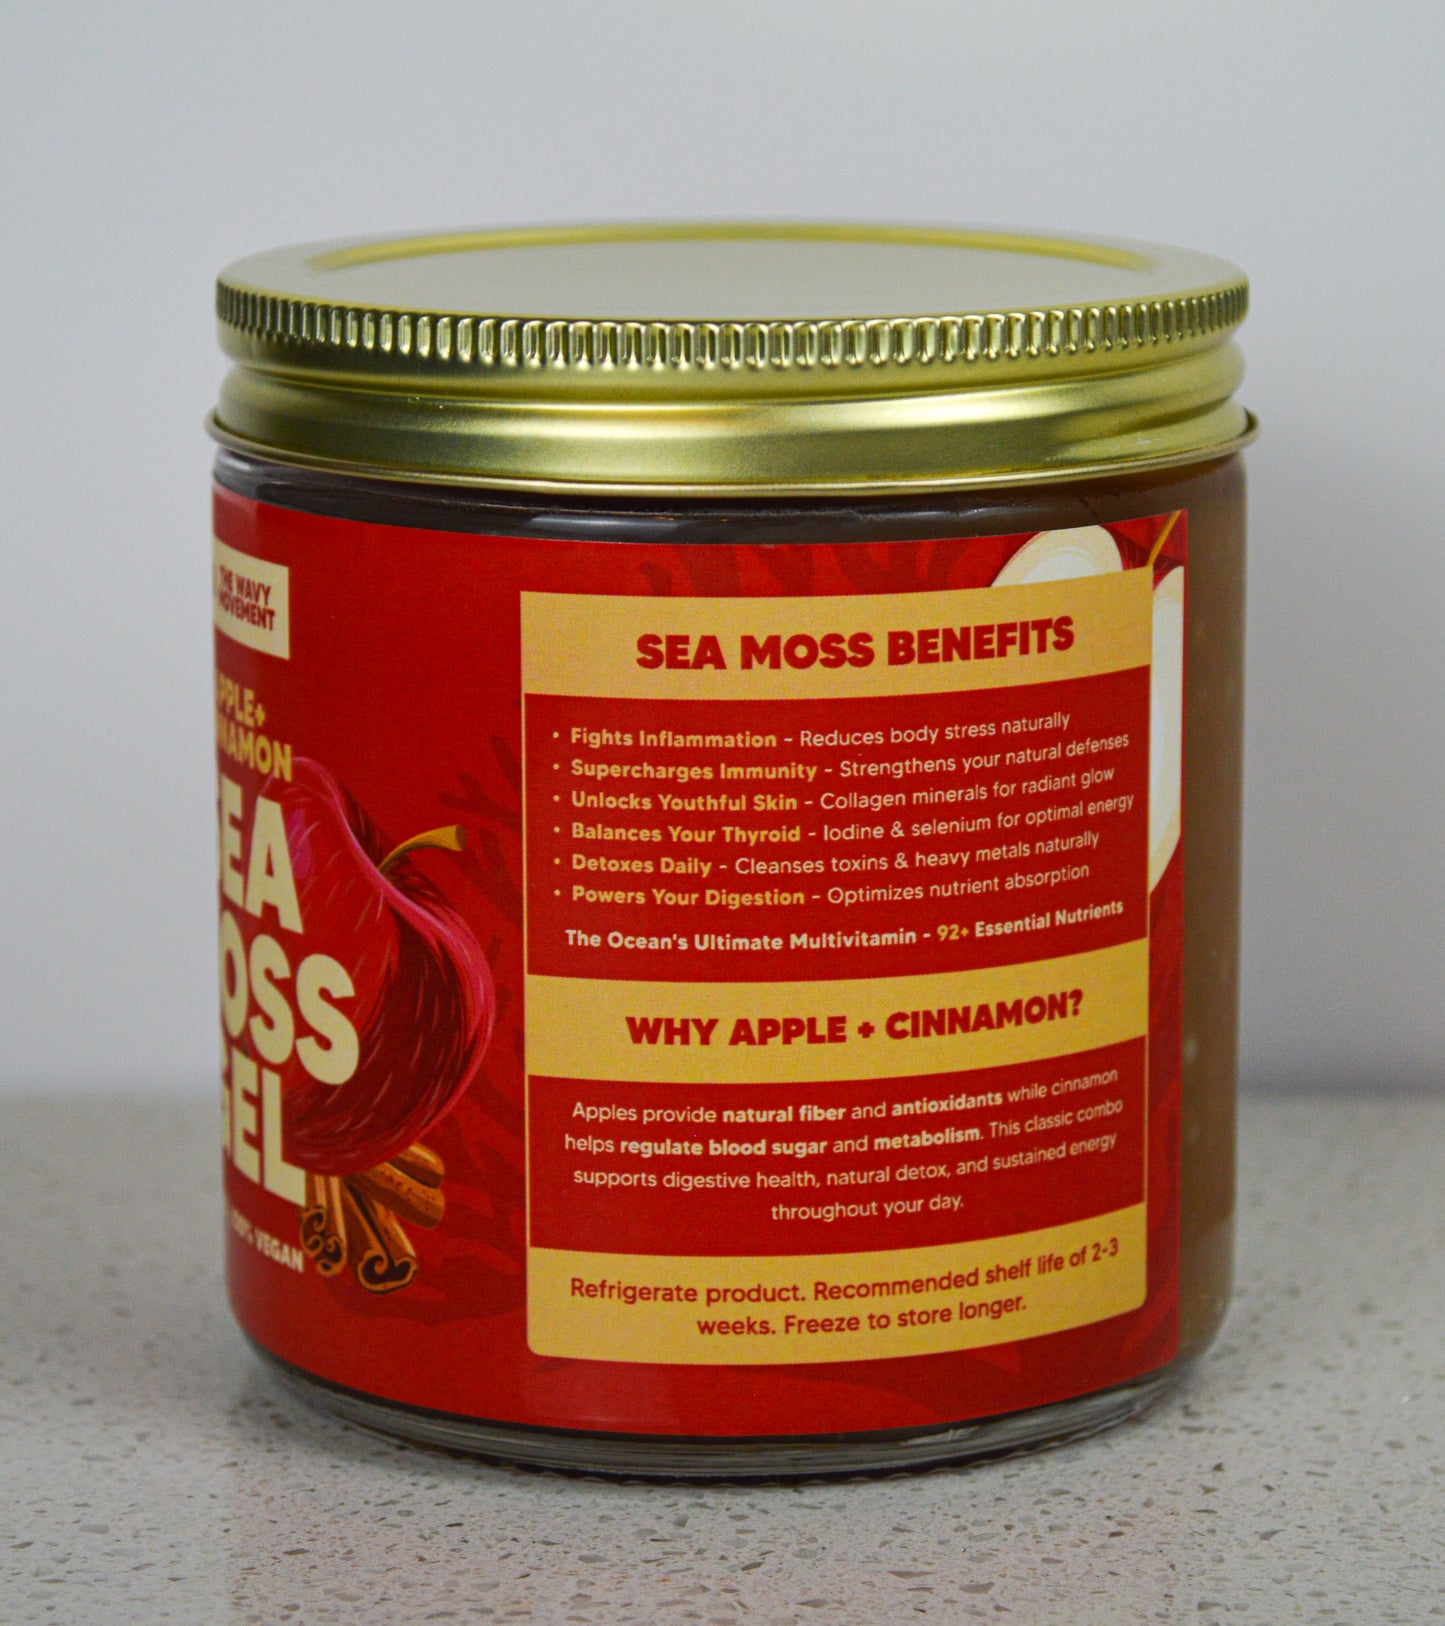 THE WAVY
MOVEMENT
SEA
MOSS
GEL
VEGAN
SEA MOSS BENEFITS
• Fights Inflammation - Reduces body stress naturally
• Supercharges Immunity - Strengthens your natural defenses
• Unlocks Youthful Skin - Collagen minerals for radiant glow
• Balances Your Thyroid - Iodine & selenium for optimal energy
• Detoxes Daily - Cleanses toxins & heavy metals naturally
• Powers Your Digestion - Optimizes nutrient absorption
The Ocean's Ultimate Multivitamin - 92+ Essential Nutrients
WHY APPLE + CINNAMON?
Apples provide natural fiber and antioxidants while cinnamon
helps regulate blood sugar and metabolism. This classic combo
supports digestive health, natural detox, and sustained energy
throughout your day.
Refrigerate product. Recommended shelf life of 2-3
weeks. Freeze to store longer.